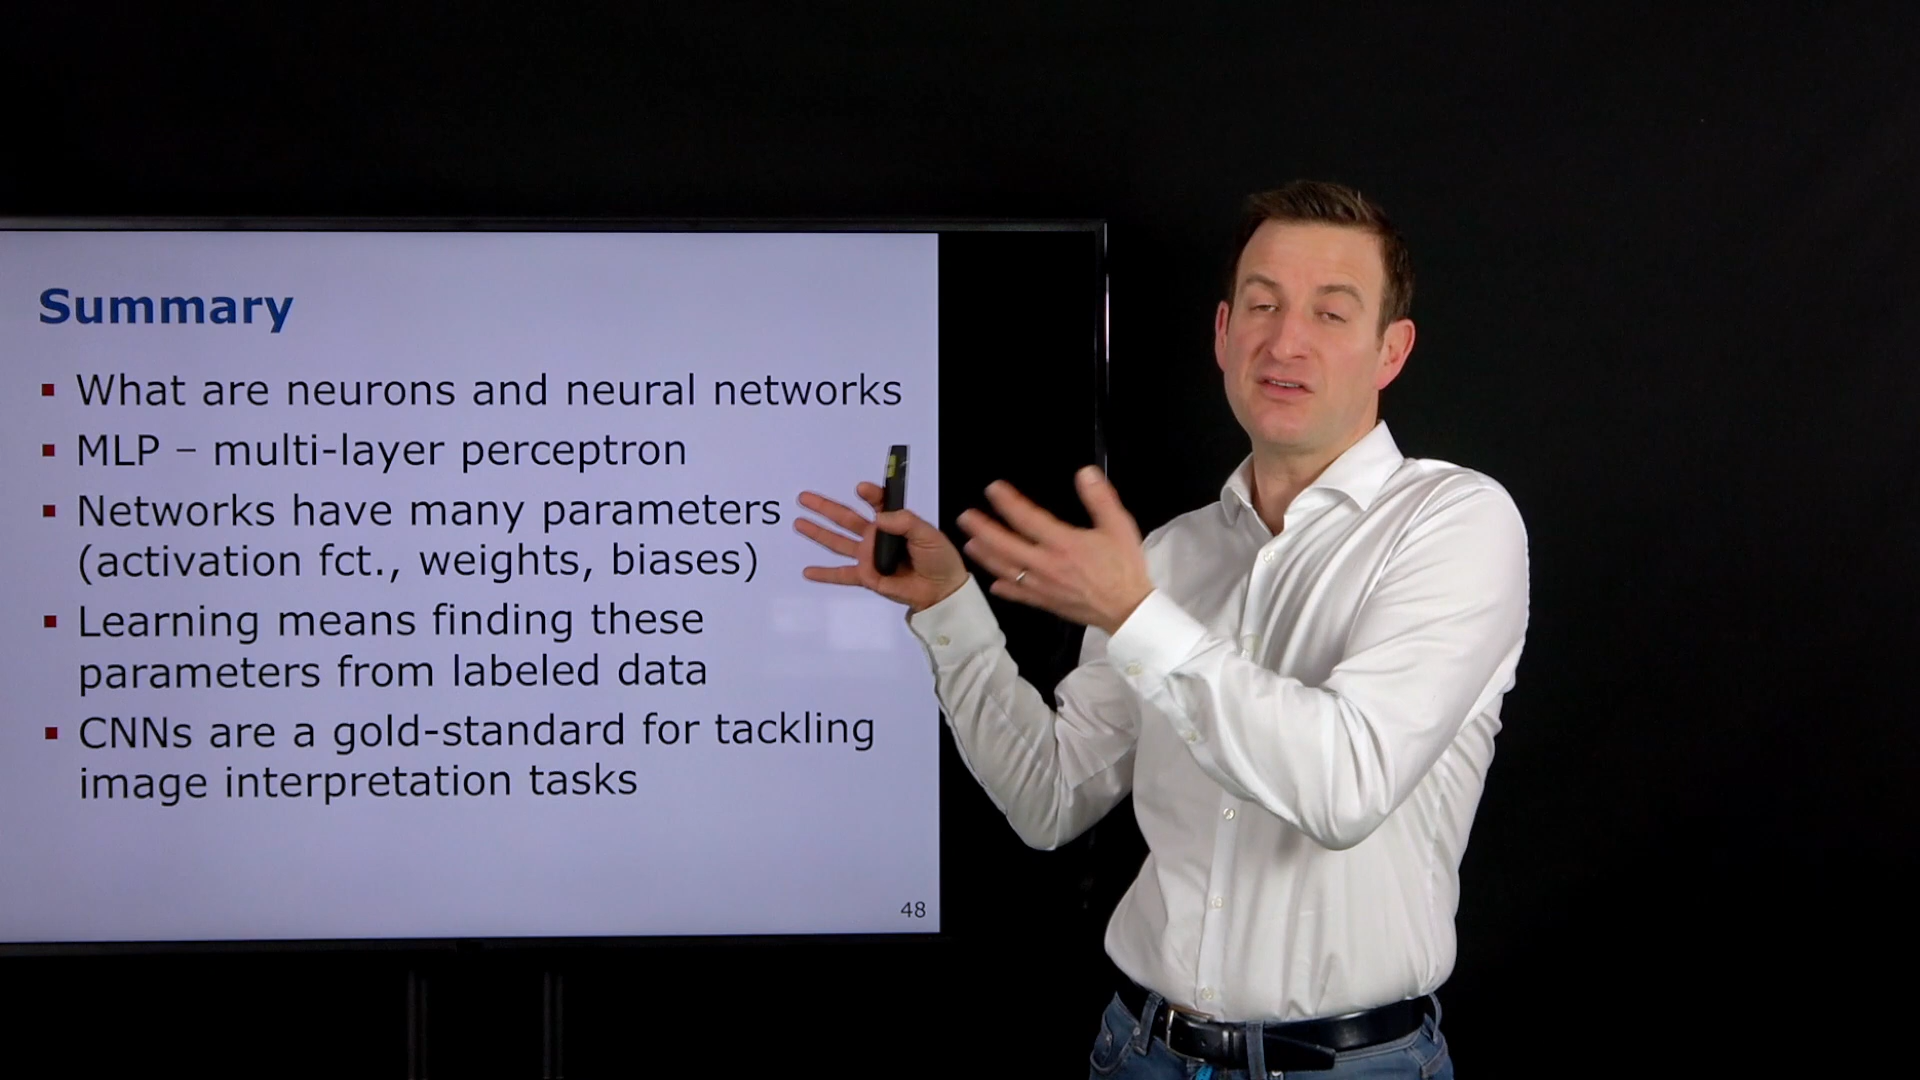 Summary
▪ What are neurons and neural networks
▪ MLP – multi-layer perceptron
▪ Networks have many parameters
(activation fct., weights, biases)
▪ Learning means finding these
parameters from labeled data
▪ CNNs are a gold-standard for tackling
image interpretation tasks
48